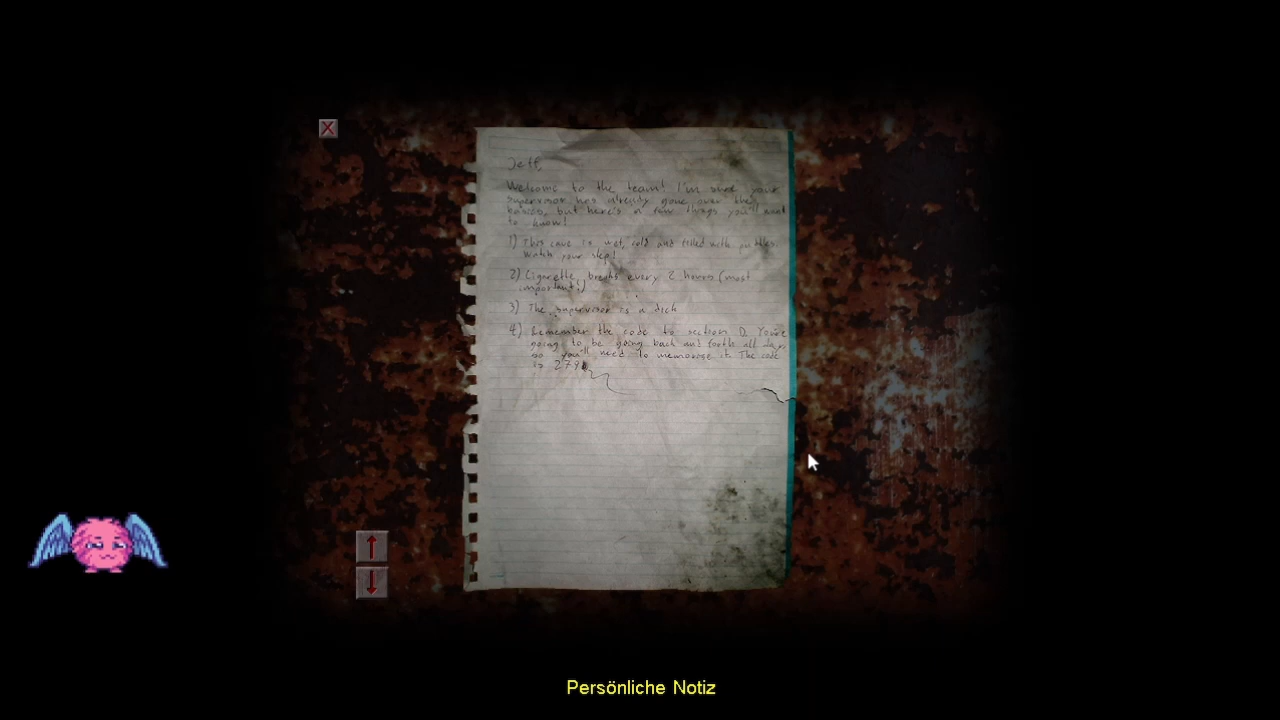 Jeff,
Welcome to the team! I'm sure your
supervisor has already gone over the
basics, but here's a few things you'll want
to know!
1) This cave is wet, cold and filled with puddles.
Watch your step!
2) Cigarette breaks every 2 hours (most
important!)
3) The supervisor is a dick
4) Remember the code to section D. You're
going to be going back and forth all day
so you'll need to memorise it. The code
is 279
Persönliche Notiz